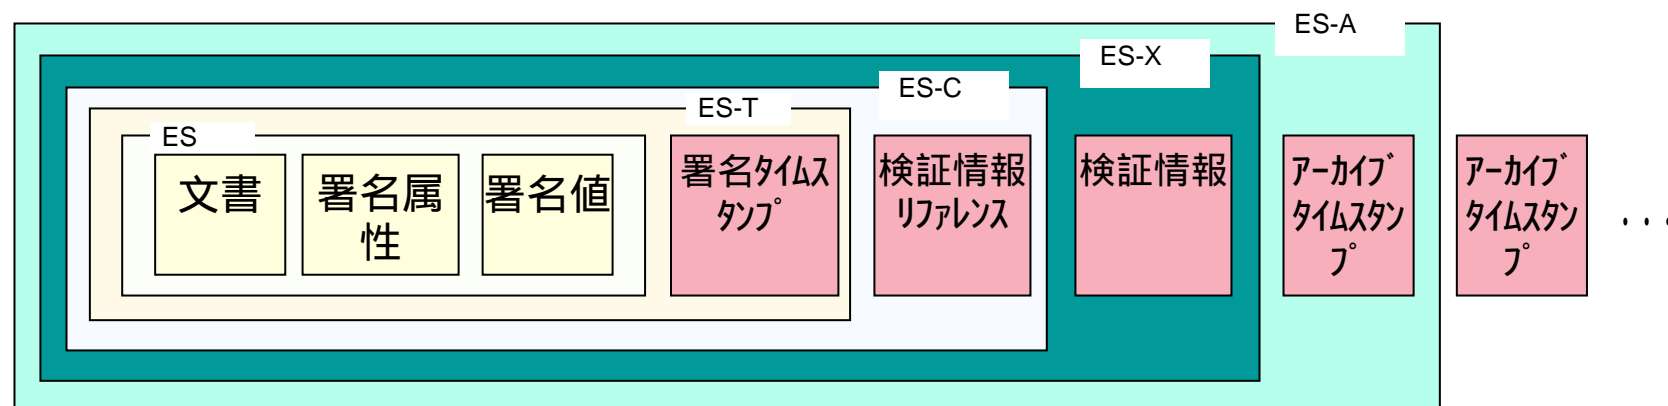 ES-A
ES-X
ES-C
ES-T
ES
文書
署名属
性
署名値
署名ﾀｲﾑｽ
ﾀﾝﾌﾟ
検証情報
ﾘﾌｧﾚﾝｽ
検証情報
ｱｰｶｲﾌﾞ
ﾀｲﾑｽﾀﾝ
ﾌﾟ
ｱｰｶｲﾌﾞ
ﾀｲﾑｽﾀﾝ
ﾌﾟ
・・・